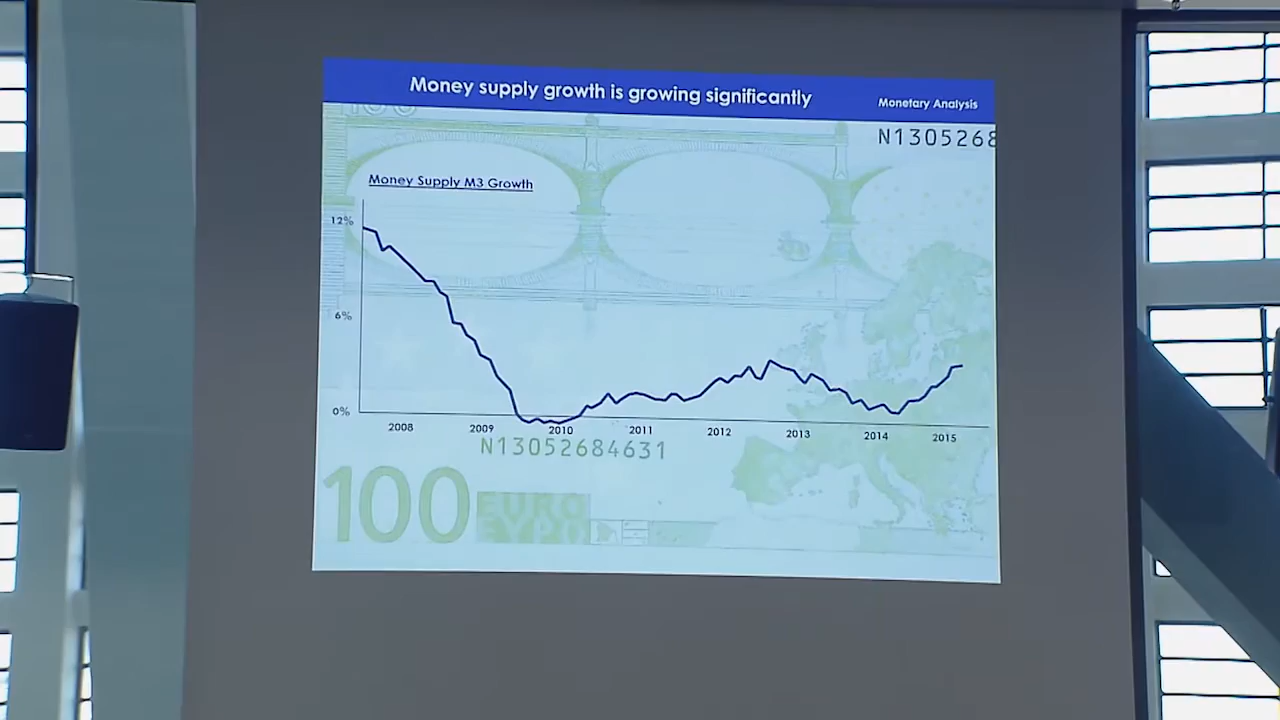 Money supply growth is growing significantly
Monetary Analysis
N1305268
Money Supply M3 Growth
12%
6%
0%
2008 2009 2010 2011 2012 2013 2014 2015
N13052684631
100 EURO
ΕΥΡΩ